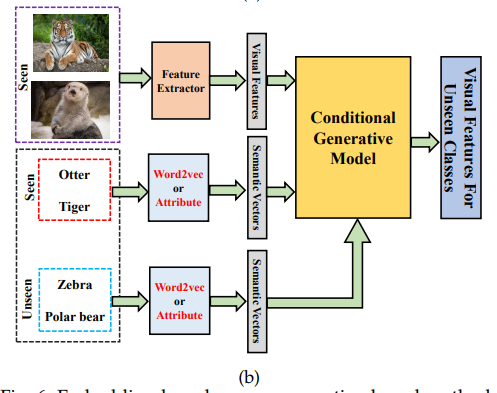 Seen
Feature
Extractor
Visual Features
Conditional
Generative
Model
Visual Features For
Unseen Classes
Seen
Otter
Tiger
Word2vec
or
Attribute
Semantic Vectors
Unseen
Zebra
Polar bear
Word2vec
or
Attribute
Semantic Vectors
(b)